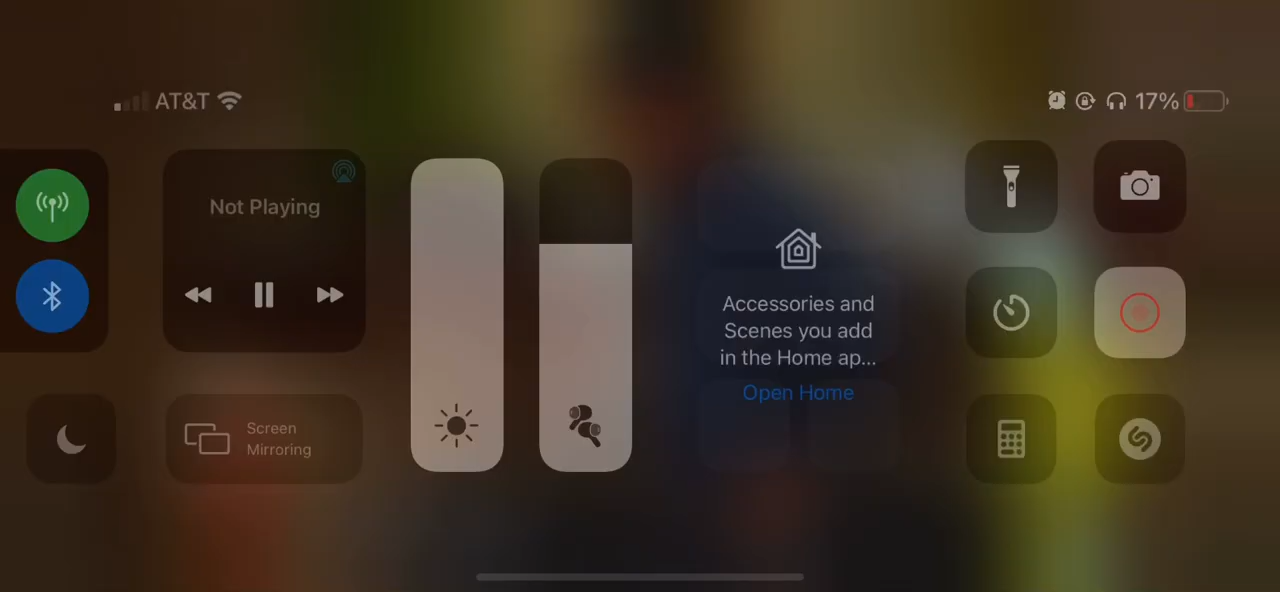 AT&T
17%
Not Playing
Screen
Mirroring
Accessories and
Scenes you add
in the Home ap...
Open Home